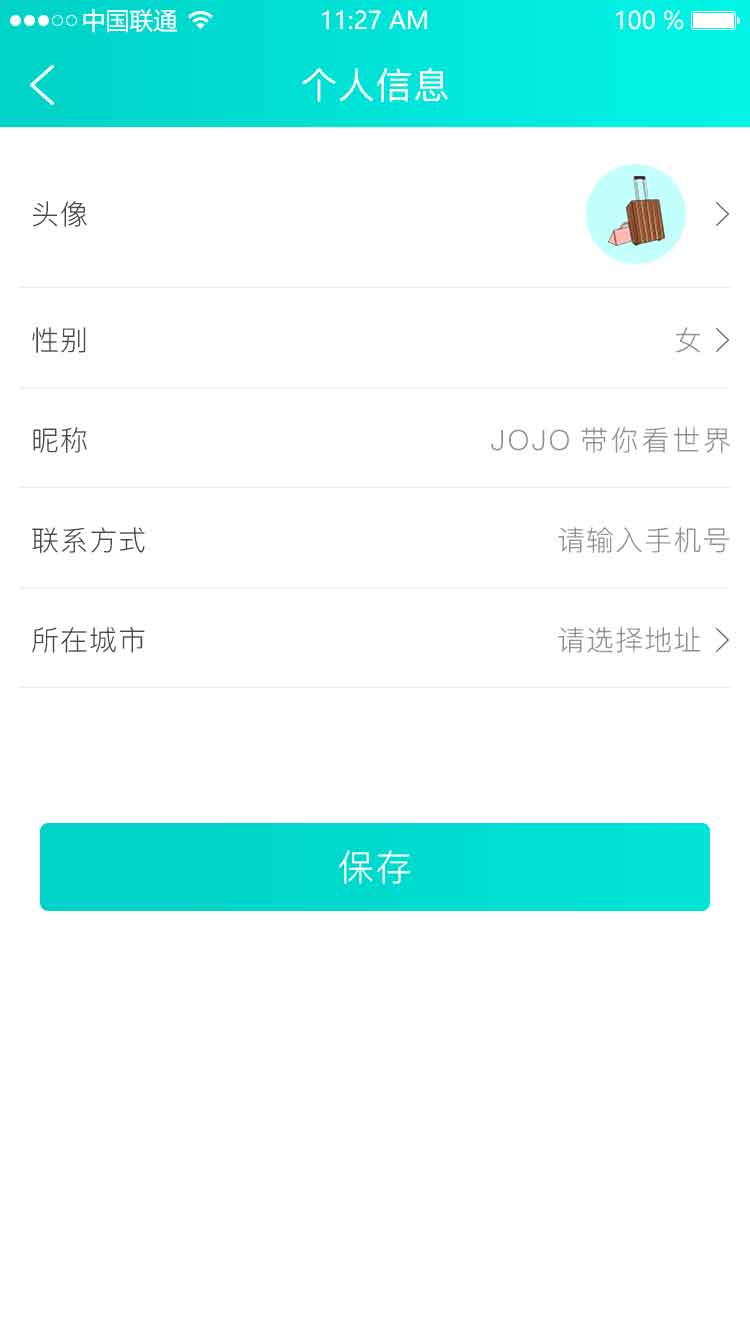 中国联通 11:27 AM 100 %
个人信息
头像
性别 女
昵称 JOJO 带你看世界
联系方式 请输入手机号
所在城市 请选择地址
保存